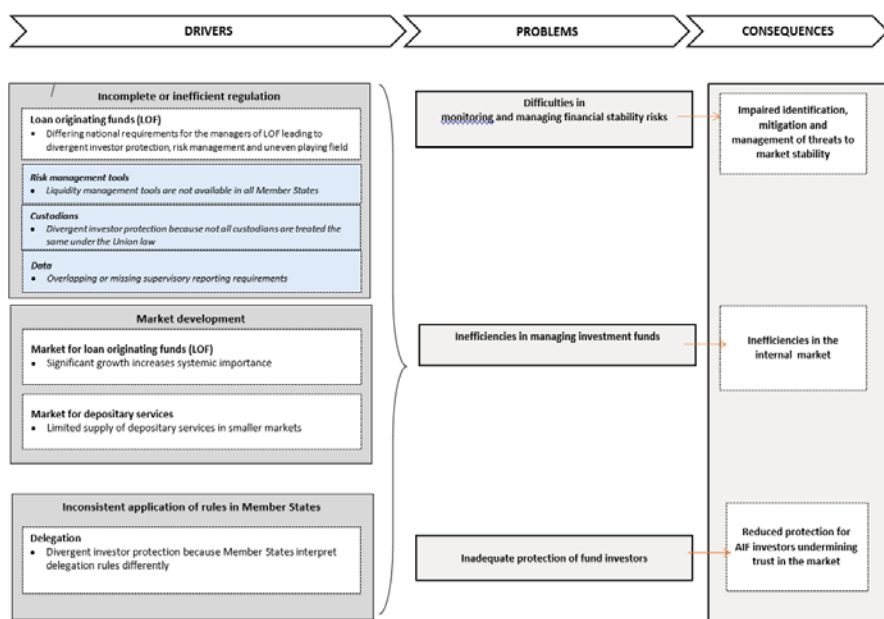 DRIVERS
PROBLEMS
CONSEQUENCES
Incomplete or inefficient regulation
Loan originating funds (LOF)
• Differing national requirements for the managers of LOF leading to
divergent investor protection, risk management and uneven playing field
Risk management tools
• Liquidity management tools are not available in all Member States
Custodians
• Divergent investor protection because not all custodians are treated the
same under the Union law
Data
• Overlapping or missing supervisory reporting requirements
Market development
Market for loan originating funds (LOF)
• Significant growth increases systemic importance
Market for depositary services
• Limited supply of depositary services in smaller markets
Inconsistent application of rules in Member States
Delegation
• Divergent investor protection because Member States interpret
delegation rules differently
Difficulties in
monitoring and managing financial stability risks
Inefficiencies in managing investment funds
Inadequate protection of fund investors
Impaired identification,
mitigation and
management of threats to
market stability
Inefficiencies in the
internal market
Reduced protection for
AIF investors undermining
trust in the market